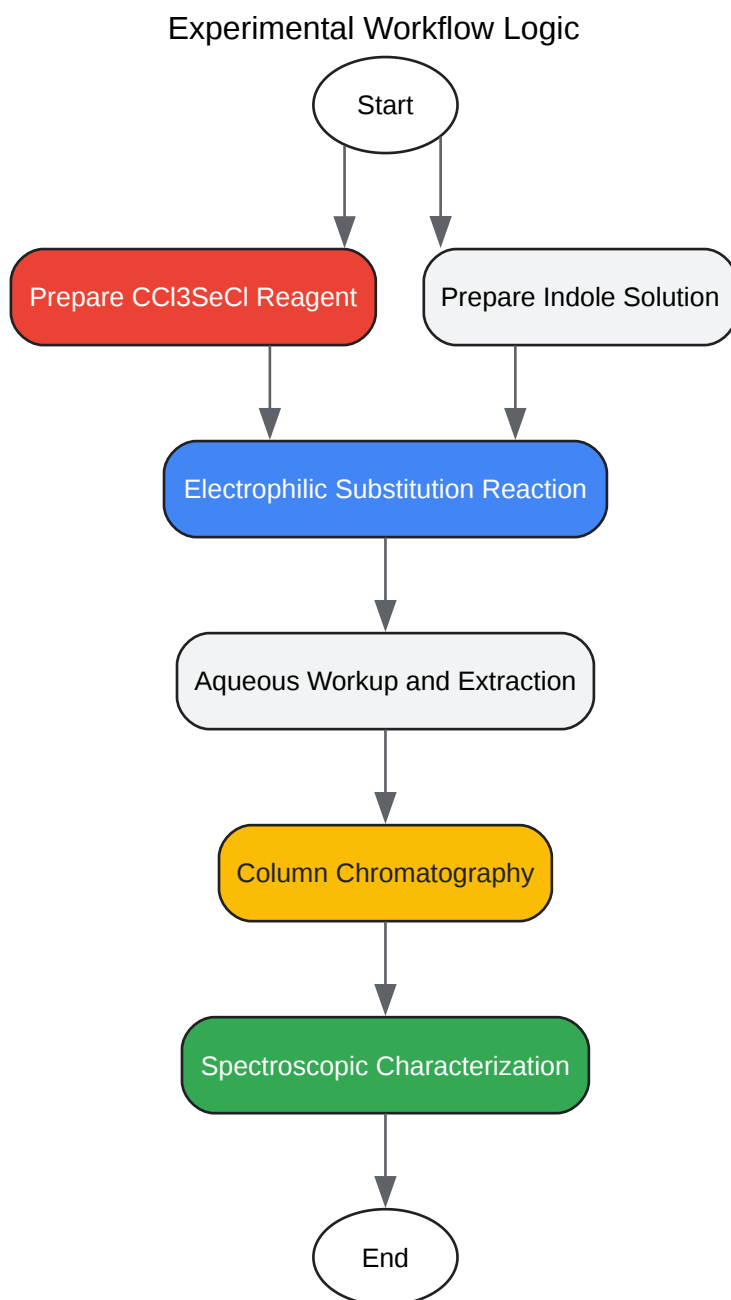 Experimental Workflow Logic
Start
Prepare CCl3SeCl Reagent
Prepare Indole Solution
Electrophilic Substitution Reaction
Aqueous Workup and Extraction
Column Chromatography
Spectroscopic Characterization
End